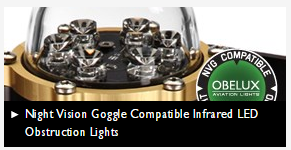 NVG COMPATIBLE
OBELUX
AVIATION LIGHTS
► Night Vision Goggle Compatible Infrared LED
Obstruction Lights